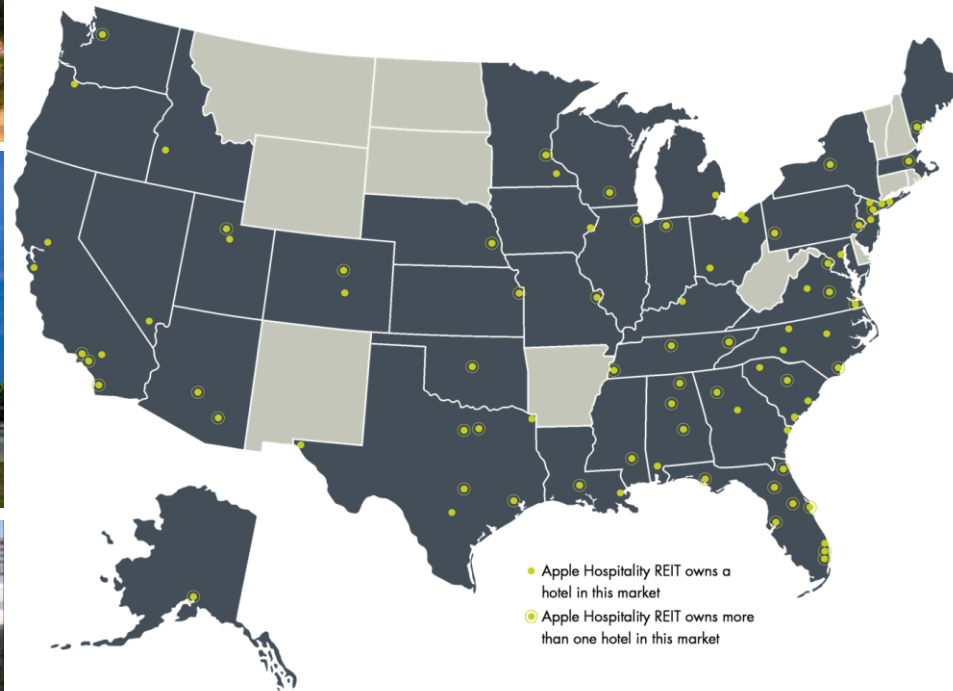 Apple Hospitality REIT owns a
hotel in this market
Apple Hospitality REIT owns more
than one hotel in this market